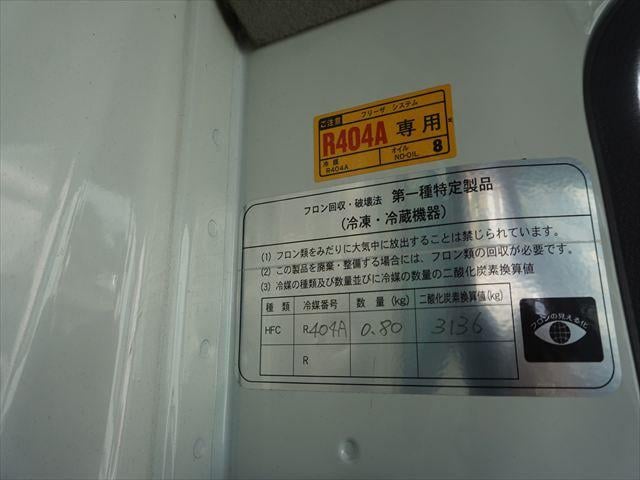 ご注意 フリーザ システム
R404A 専用
冷媒 オイル 8
R404A ND-OIL
フロン回収・破壊法 第一種特定製品
(冷凍・冷蔵機器)
(1) フロン類をみだりに大気中に放出することは禁じられています。
(2) この製品を廃棄・整備する場合には、フロン類の回収が必要です。
(3) 冷媒の種類及び数量並びに冷媒の数量の二酸化炭素換算値
種類 冷媒番号 数量(kg) 二酸化炭素換算値(kg)
HFC R404A 0.80 3136
R
フロンの見える化